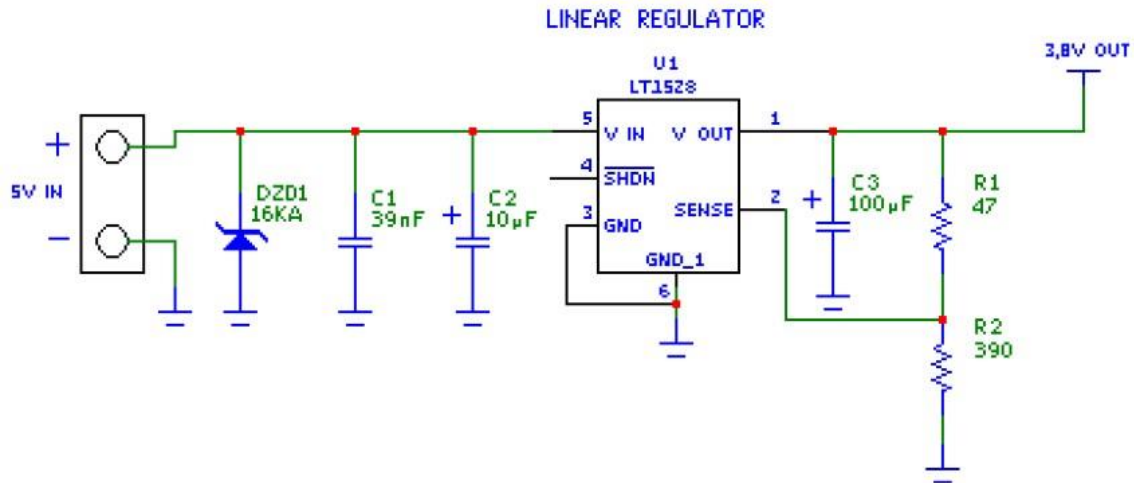 LINEAR REGULATOR
3,8V OUT
U1
LT1528
+
5V IN
-
5
V IN
V OUT
1
4
SHDN
3
GND
SENSE
2
GND_1
6
DZD1
16KA
C1
39nF
+
C2
10µF
+
C3
100µF
R1
47
R2
390